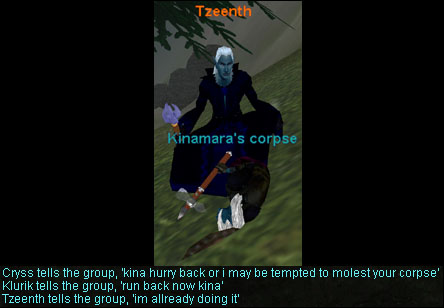 Tzeenth
Kinamara's corpse
Cryss tells the group, 'kina hurry back or i may be tempted to molest your corpse'
Klurik tells the group, 'run back now kina'
Tzeenth tells the group, 'im allready doing it'